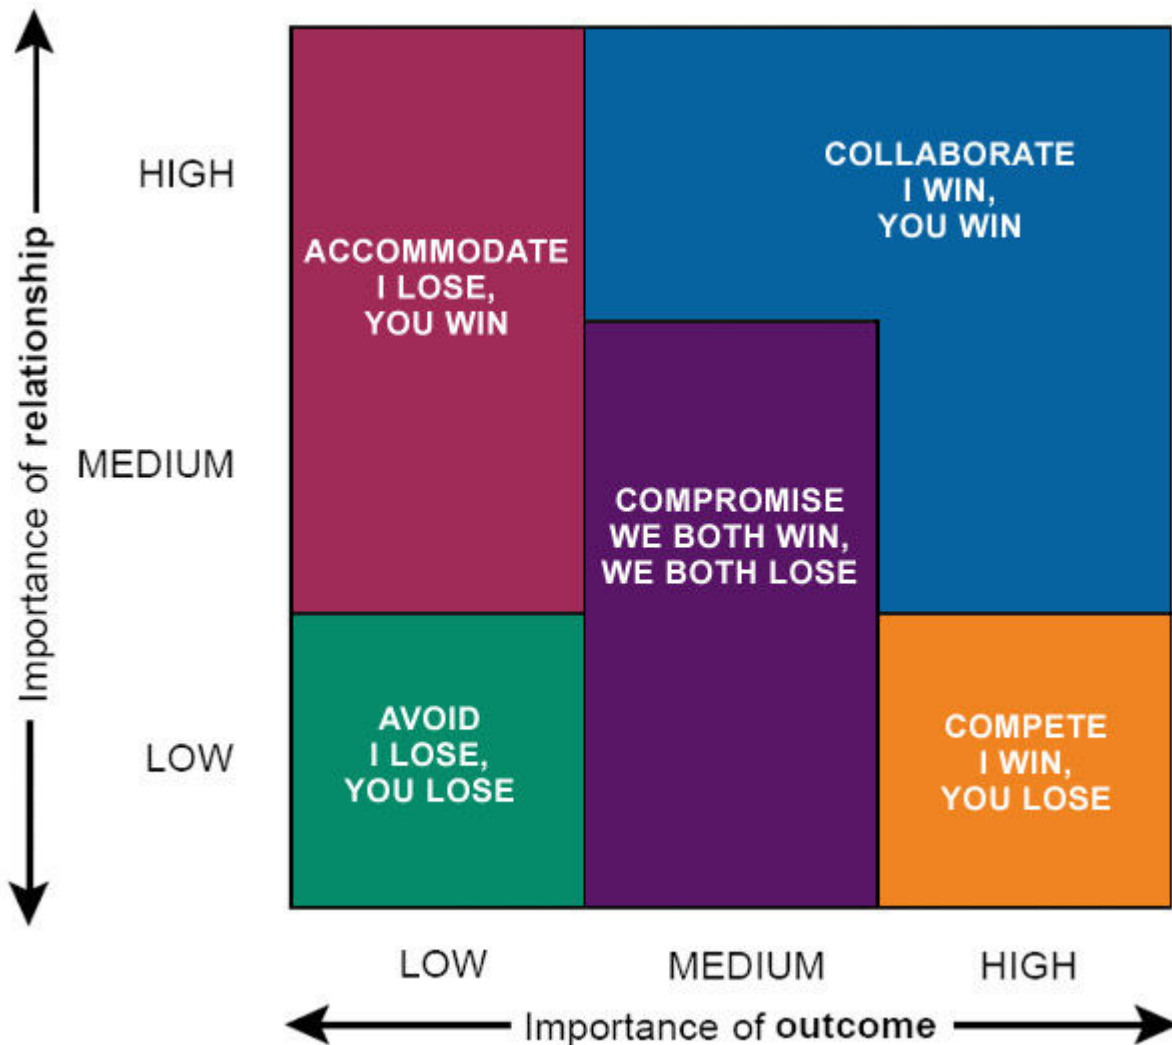 Importance of relationship
HIGH
MEDIUM
LOW
ACCOMMODATE
I LOSE,
YOU WIN
COLLABORATE
I WIN,
YOU WIN
COMPROMISE
WE BOTH WIN,
WE BOTH LOSE
AVOID
I LOSE,
YOU LOSE
COMPETE
I WIN,
YOU LOSE
LOW
MEDIUM
HIGH
Importance of outcome